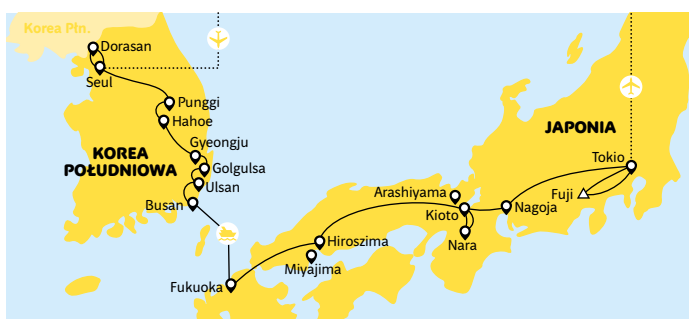 Korea Płn.
Dorasan
Seul
Punggi
Hahoe
Gyeongju
KOREA
POŁUDNIOWA
Golgulsa
Ulsan
Busan
JAPONIA
Tokio
Fuji
Arashiyama
Kioto
Nagoja
Nara
Hiroszima
Miyajima
Fukuoka